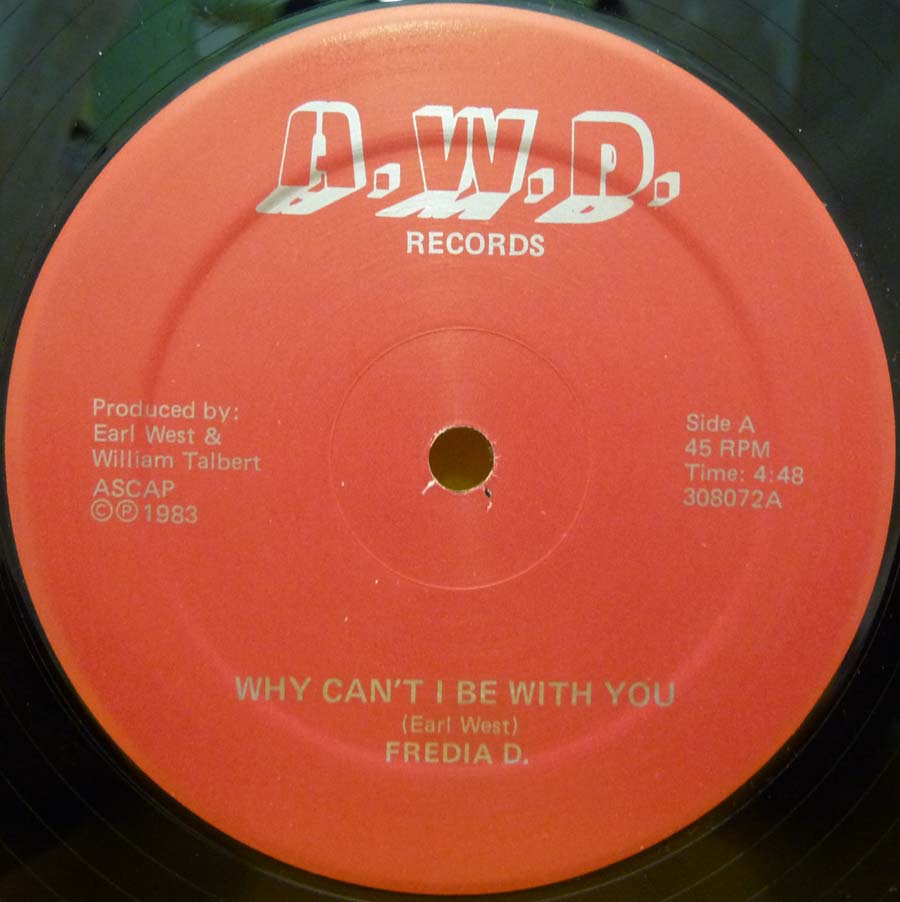 A.W.D.
RECORDS
Produced by:
Earl West &
William Talbert
ASCAP
©℗1983
Side A
45 RPM
Time: 4:48
308072A
WHY CAN'T I BE WITH YOU
(Earl West)
FREDIA D.